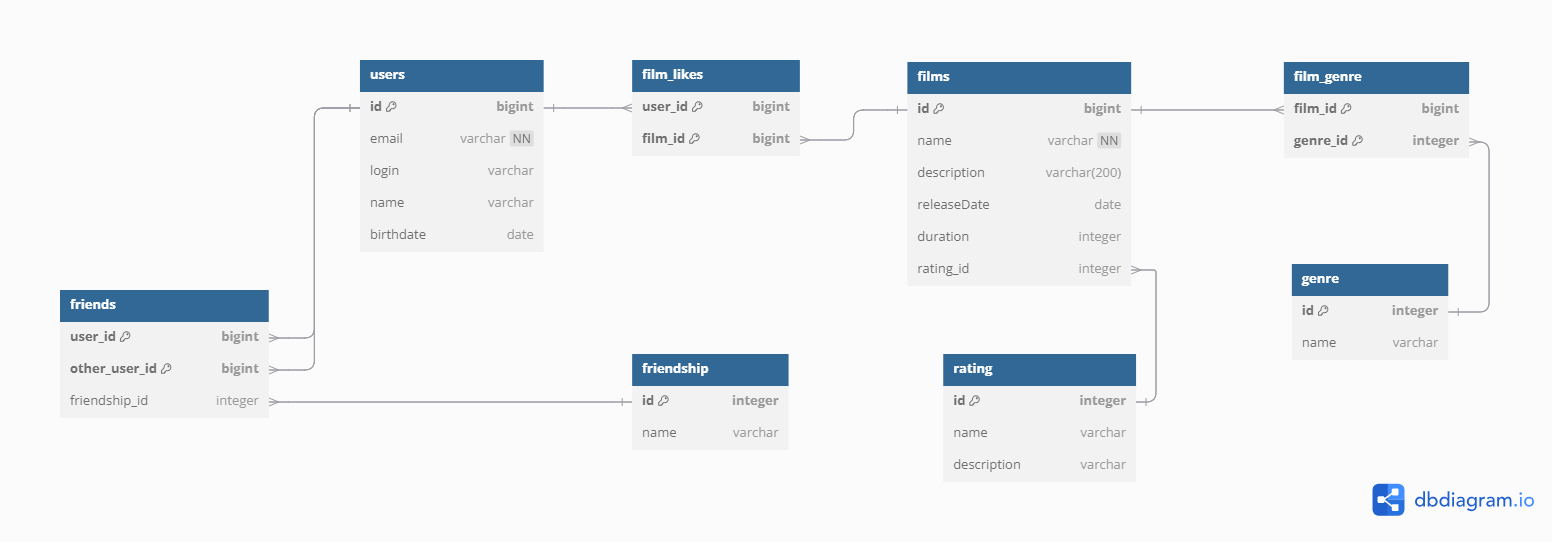 users
id bigint
email varchar NN
login varchar
name varchar
birthdate date
film_likes
user_id bigint
film_id bigint
films
id bigint
name varchar NN
description varchar(200)
releaseDate date
duration integer
rating_id integer
film_genre
film_id bigint
genre_id integer
friends
user_id bigint
other_user_id bigint
friendship_id integer
friendship
id integer
name varchar
rating
id integer
name varchar
description varchar
genre
id integer
name varchar
dbdiagram.io